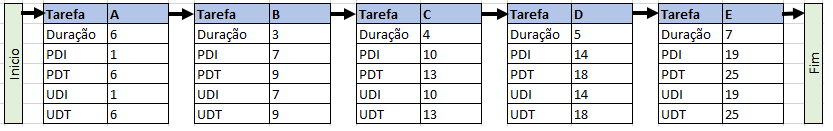 Início
Tarefa A
Duração 6
PDI 1
PDT 6
UDI 1
UDT 6
Tarefa B
Duração 3
PDI 7
PDT 9
UDI 7
UDT 9
Tarefa C
Duração 4
PDI 10
PDT 13
UDI 10
UDT 13
Tarefa D
Duração 5
PDI 14
PDT 18
UDI 14
UDT 18
Tarefa E
Duração 7
PDI 19
PDT 25
UDI 19
UDT 25
Fim